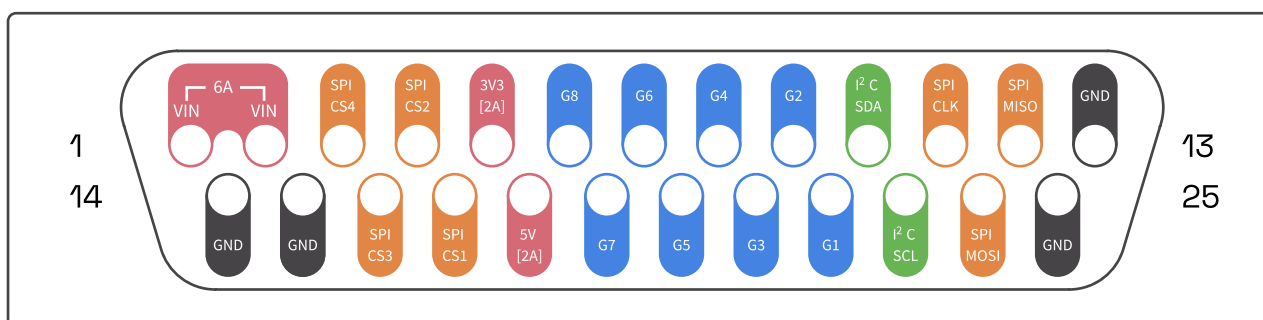 6A
VIN VIN
SPI CS4
SPI CS2
3V3 [2A]
G8
G6
G4
G2
I² C SDA
SPI CLK
SPI MISO
GND
1
13
14
25
GND
GND
SPI CS3
SPI CS1
5V [2A]
G7
G5
G3
G1
I² C SCL
SPI MOSI
GND